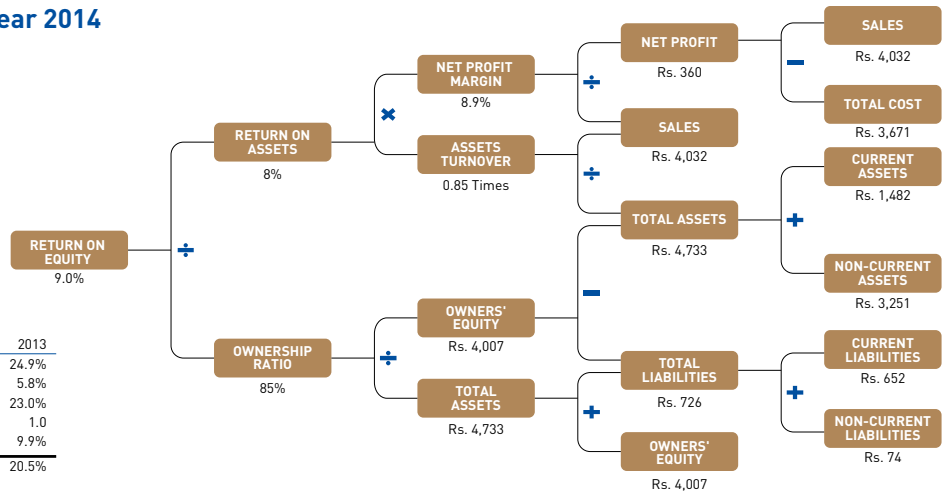 ear 2014
SALES
Rs. 4,032
NET PROFIT
Rs. 360
TOTAL COST
Rs. 3,671
NET PROFIT
MARGIN
8.9%
SALES
Rs. 4,032
RETURN ON
ASSETS
8%
ASSETS
TURNOVER
0.85 Times
CURRENT
ASSETS
Rs. 1,482
TOTAL ASSETS
Rs. 4,733
NON-CURRENT
ASSETS
Rs. 3,251
RETURN ON
EQUITY
9.0%
OWNERS'
EQUITY
Rs. 4,007
OWNERSHIP
RATIO
85%
TOTAL
ASSETS
Rs. 4,733
TOTAL
LIABILITIES
Rs. 726
CURRENT
LIABILITIES
Rs. 652
NON-CURRENT
LIABILITIES
Rs. 74
OWNERS'
EQUITY
Rs. 4,007
2013
24.9%
5.8%
23.0%
1.0
9.9%
20.5%